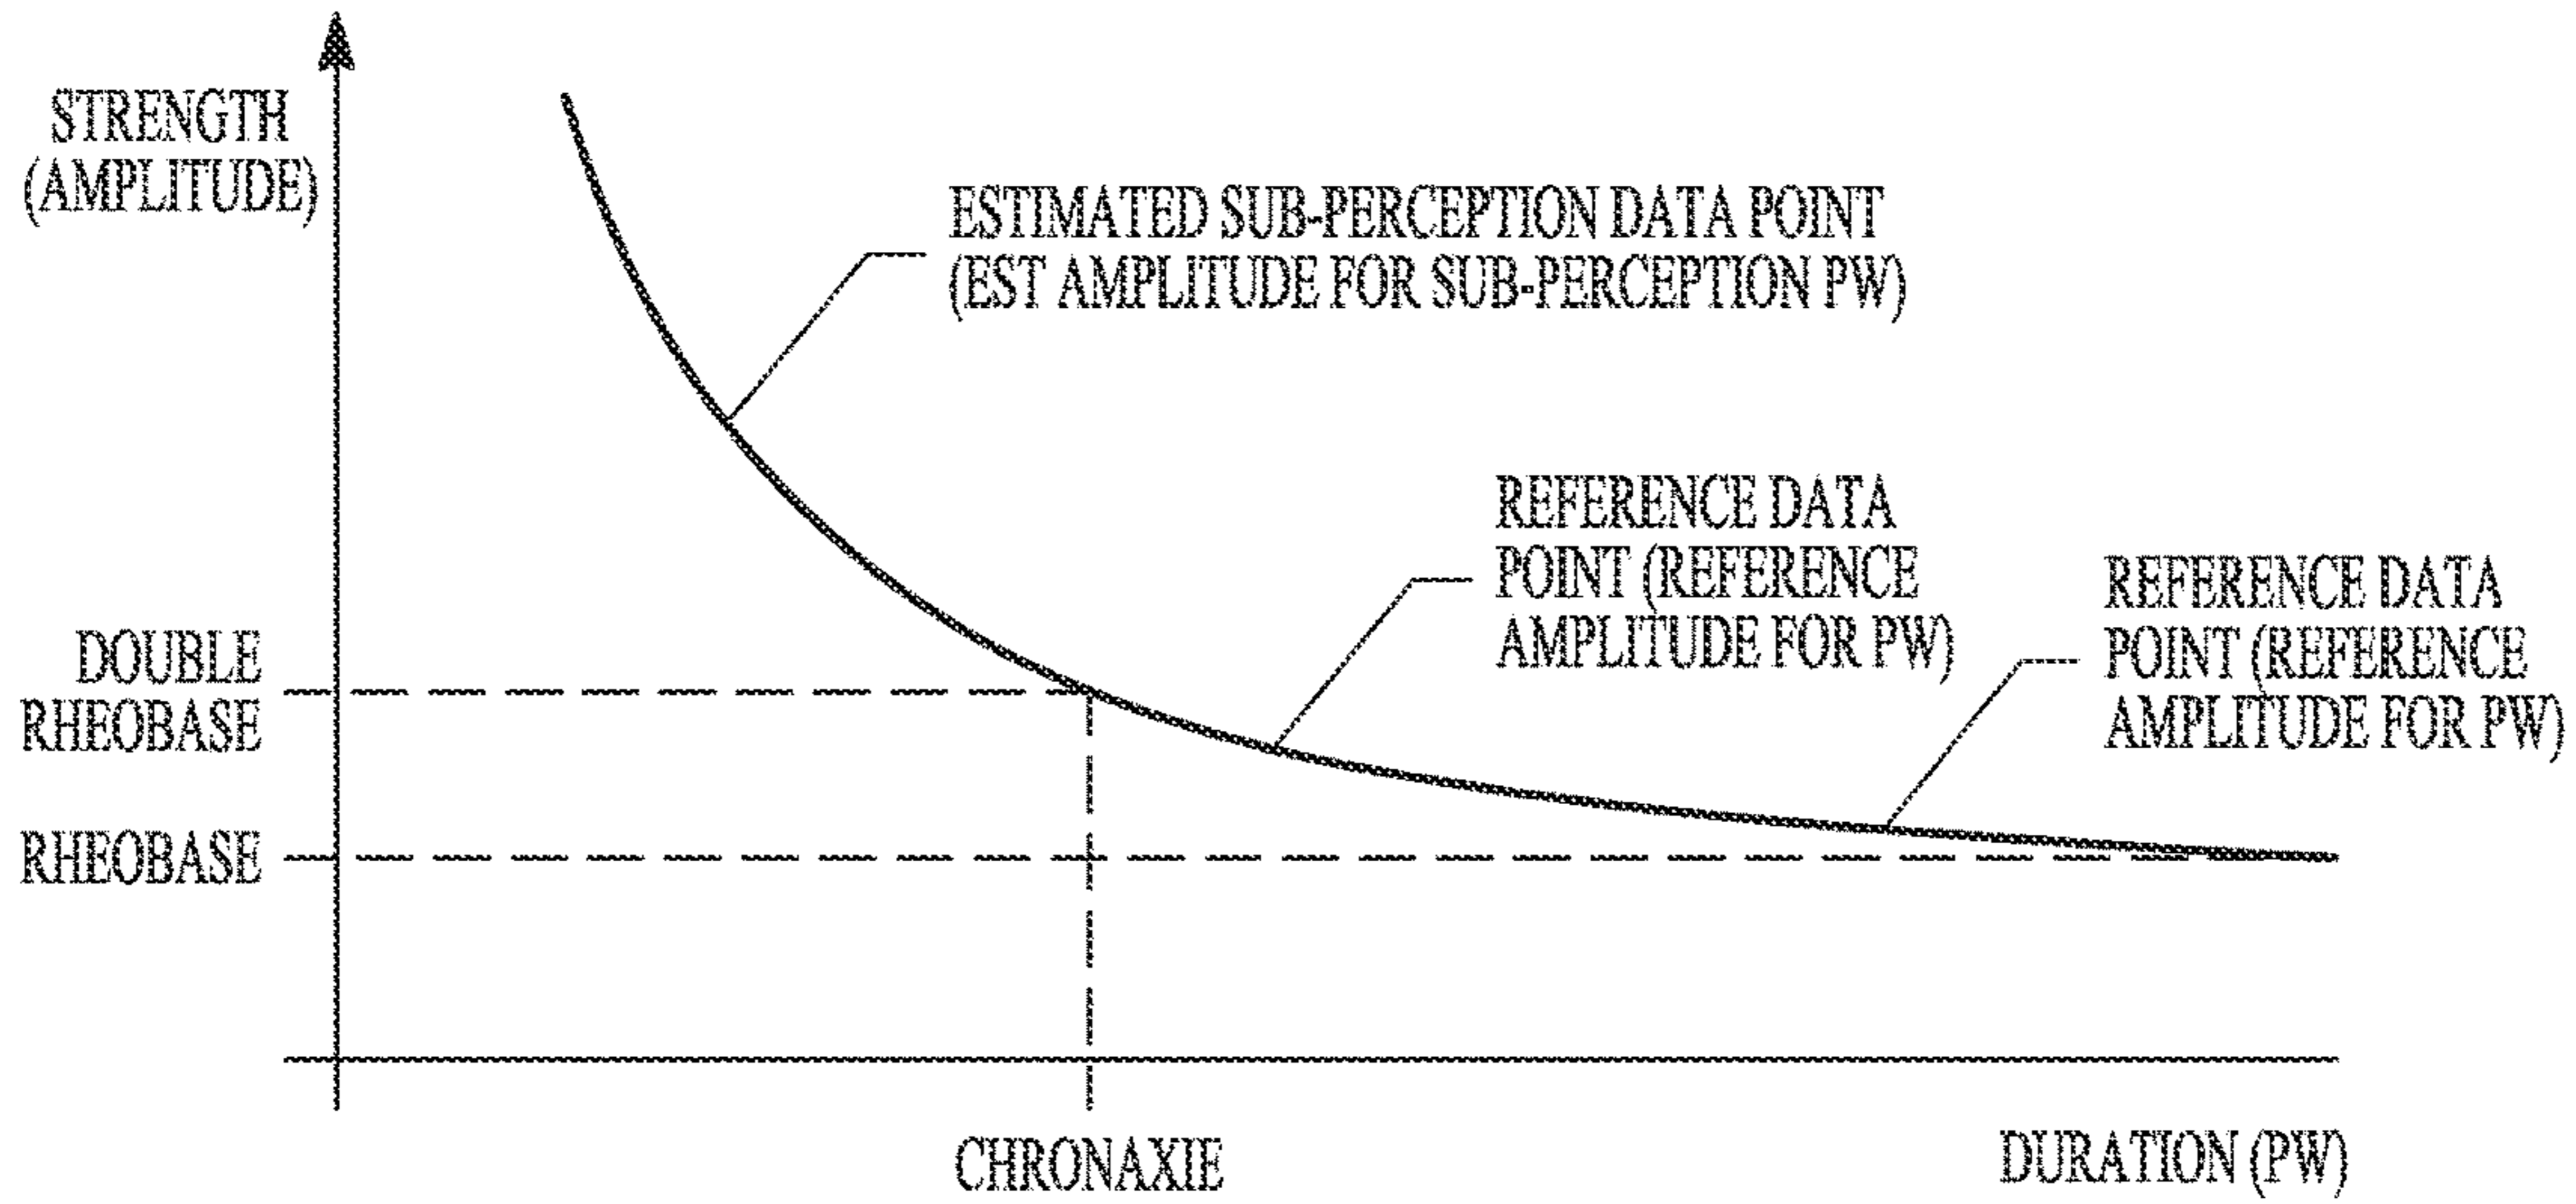 STRENGTH
(AMPLITUDE)
ESTIMATED SUB-PERCEPTION DATA POINT
(EST AMPLITUDE FOR SUB-PERCEPTION PW)
REFERENCE DATA
POINT (REFERENCE
AMPLITUDE FOR PW)
REFERENCE DATA
POINT (REFERENCE
AMPLITUDE FOR PW)
DOUBLE
RHEOBASE
RHEOBASE
CHRONAXIE
DURATION (PW)